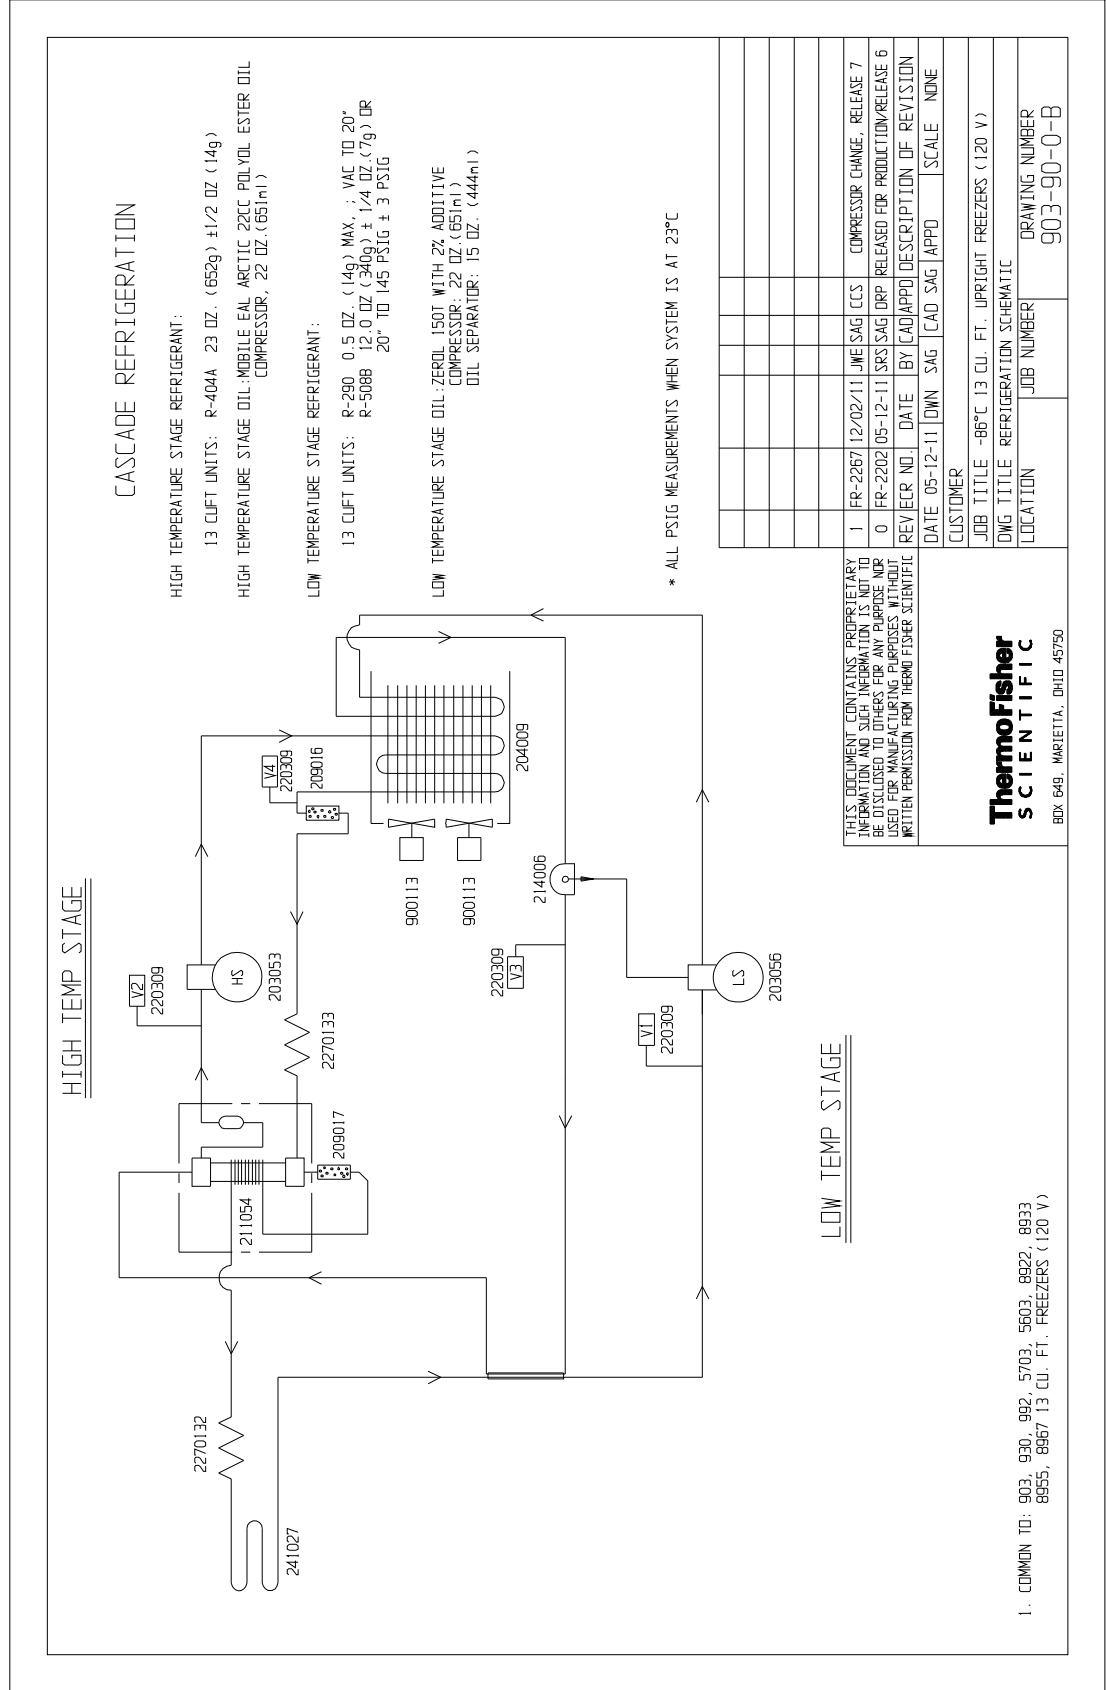 CASCADE REFRIGERATION
HIGH TEMPERATURE STAGE REFRIGERANT:
13 CUFT UNITS: R-404A 23 OZ. (652g) ±1/2 OZ (14g)
HIGH TEMPERATURE STAGE OIL:MOBILE EAL ARCTIC 22CC POLYOL ESTER OIL
COMPRESSOR, 22 OZ.(651ml)
LOW TEMPERATURE STAGE REFRIGERANT:
13 CUFT UNITS: R-290 0.5 OZ. (14g) MAX, ; VAC TO 20"
R-508B 12.0 OZ (340g) ± 1/4 OZ.(7g) OR
20" TO 145 PSIG ± 3 PSIG
LOW TEMPERATURE STAGE OIL:ZEROL 150T WITH 2% ADDITIVE
COMPRESSOR: 22 OZ.(651ml)
OIL SEPARATOR: 15 OZ. (444ml)
* ALL PSIG MEASUREMENTS WHEN SYSTEM IS AT 23°C
HIGH TEMP STAGE
V2
220309
HS
203053
V4
220309
209016
204009
900113
900113
2270133
209017
211054
2270132
241027
214006
V3
220309
V1
220309
LS
203056
LOW TEMP STAGE
1. COMMON TO: 903, 930, 992, 5703, 5603, 8922, 8933
8955, 8967 13 CU. FT. FREEZERS (120 V)
THIS DOCUMENT CONTAINS PROPRIETARY
INFORMATION AND SUCH INFORMATION IS NOT TO
BE DISCLOSED TO OTHERS FOR ANY PURPOSE NOR
USED FOR MANUFACTURING PURPOSES WITHOUT
WRITTEN PERMISSION FROM THERMO FISHER SCIENTIFIC
ThermoFisher
SCIENTIFIC
BOX 649, MARIETTA, OHIO 45750
1 FR-2267 12/02/11 JWE SAG CCS COMPRESSOR CHANGE, RELEASE 7
0 FR-2202 05-12-11 SRS SAG DRP RELEASED FOR PRODUCTION/RELEASE 6
REV ECR NO. DATE BY CAD APPD DESCRIPTION OF REVISION
DATE 05-12-11 DWN SAG CAD SAG APPD SCALE NONE
CUSTOMER
JOB TITLE -86°C 13 CU. FT. UPRIGHT FREEZERS (120 V)
DWG TITLE REFRIGERATION SCHEMATIC
LOCATION JOB NUMBER DRAWING NUMBER
903-90-0-B